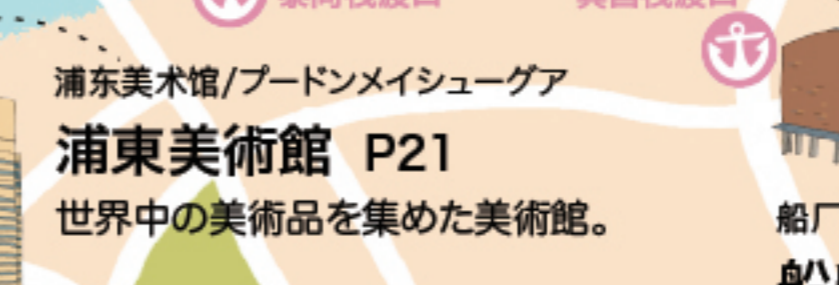 浦东美术馆/プードンメイシューグア
浦東美術館 P21
世界中の美術品を集めた美術館。
船厂